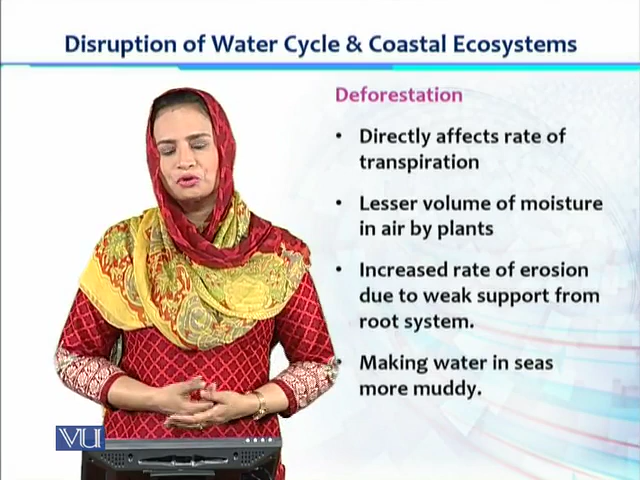 Disruption of Water Cycle & Coastal Ecosystems
Deforestation
• Directly affects rate of
transpiration
• Lesser volume of moisture
in air by plants
• Increased rate of erosion
due to weak support from
root system.
• Making water in seas
more muddy.
VU